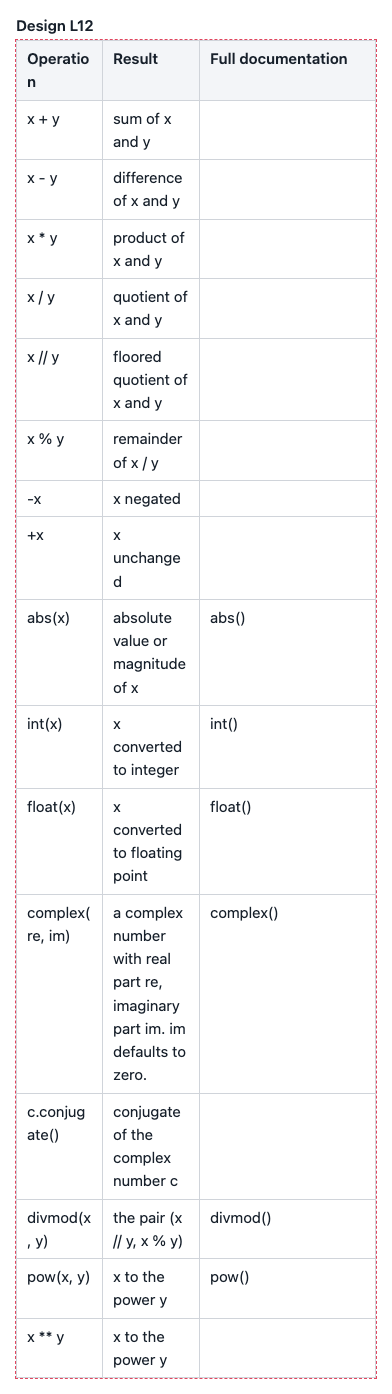 Design L12
Operatio Result Full documentation
n
x + y sum of x
and y
x - y difference
of x and y
x * y product of
x and y
x / y quotient of
x and y
x // y floored
quotient of
x and y
x % y remainder
of x / y
-x x negated
+x x
unchange
d
abs(x) absolute abs()
value or
magnitude
of x
int(x) x int()
converted
to integer
float(x) x float()
converted
to floating
point
complex( a complex complex()
re, im) number
with real
part re,
imaginary
part im. im
defaults to
zero.
c.conjug conjugate
ate() of the
complex
number c
divmod(x the pair (x divmod()
, y) // y, x % y)
pow(x, y) x to the pow()
power y
x ** y x to the
power y